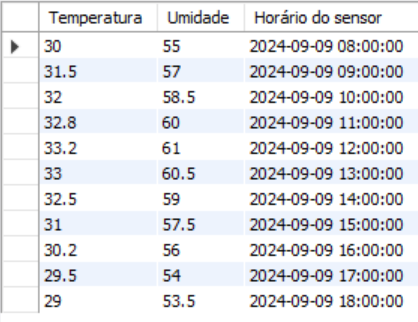 Temperatura Umidade Horário do sensor
30 55 2024-09-09 08:00:00
31.5 57 2024-09-09 09:00:00
32 58.5 2024-09-09 10:00:00
32.8 60 2024-09-09 11:00:00
33.2 61 2024-09-09 12:00:00
33 60.5 2024-09-09 13:00:00
32.5 59 2024-09-09 14:00:00
31 57.5 2024-09-09 15:00:00
30.2 56 2024-09-09 16:00:00
29.5 54 2024-09-09 17:00:00
29 53.5 2024-09-09 18:00:00